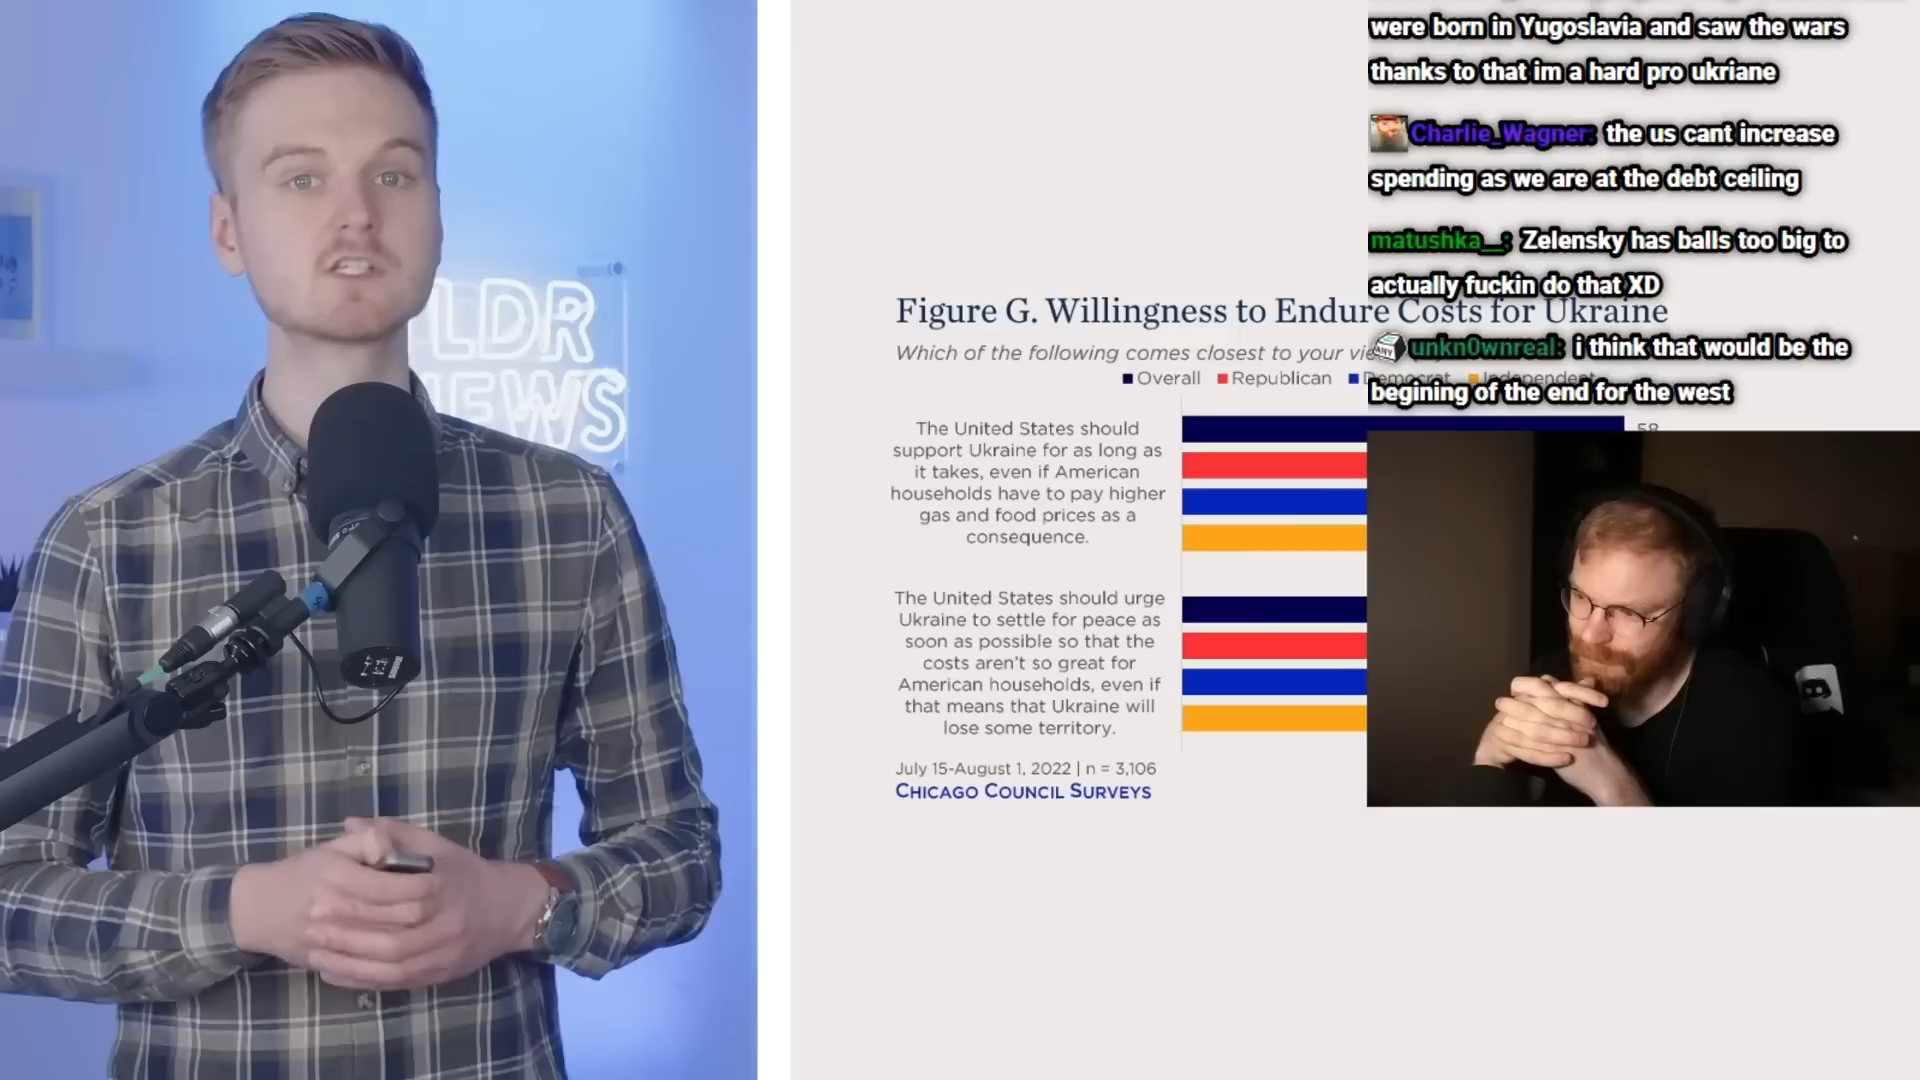 LDR
NEWS
Figure G. Willingness to Endure Costs for Ukraine
Which of the following comes closest to your
Overall Republican Democrat Independent
The United States should
support Ukraine for as long as
it takes, even if American
households have to pay higher
gas and food prices as a
consequence.
58
The United States should urge
Ukraine to settle for peace as
soon as possible so that the
costs aren't so great for
American households, even if
that means that Ukraine will
lose some territory.
July 15-August 1, 2022 | n = 3,106
CHICAGO COUNCIL SURVEYS
were born in Yugoslavia and saw the wars
thanks to that im a hard pro ukriane
Charlie_Wagner: the us cant increase
spending as we are at the debt ceiling
matushka__: Zelensky has balls too big to
actually fuckin do that XD
ANY
unkn0wnreal: i think that would be the
begining of the end for the west